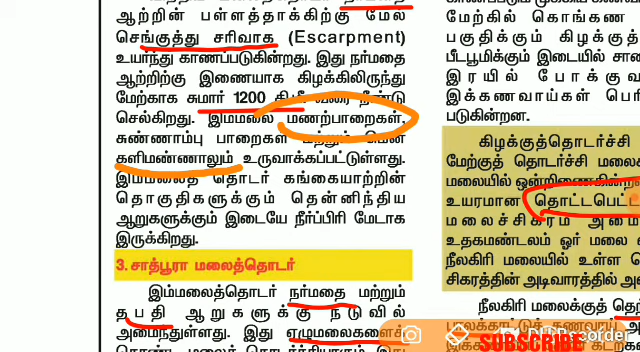 ஆற்றின் பள்ளத்தாக்கிற்கு மேல
செங்குத்து சரிவாக (Escarpment)
உயர்ந்து காணப்படுகின்றது. இது நர்மதை
ஆற்றிற்கு இணையாக கிழக்கிலிருந்து
மேற்காக சுமார் 1200 கி.மீ வரை நீண்டு
செல்கிறது. இம்மலை மணற்பாறைகள்,
சுண்ணாம்பு பாறைகள் மற்றும் மென்
களிமண்ணாலும் உருவாக்கப்பட்டுள்ளது.
இம்மலைத் தொடர் கங்கையாற்றின்
தொகுதிகளுக்கும் தென்னிந்திய
ஆறுகளுக்கும் இடையே நீர்ப்பிரி மேடாக
இருக்கிறது.
3. சாத்பூரா மலைத்தொடர்
இம்மலைத்தொடர் நர்மதை மற்றும்
தபதி ஆறுகளுக்கு நடுவில்
அமைந்துள்ளது. இது ஏழுமலைகளைக்
மேற்கில் கொங்கண
பகுதிக்கும் கிழக்குத்
பீடபூமிக்கும் இடையில் சா
இரயில் போக்குவ
இக்கணவாய்கள் பெரி
படுகின்றன.
கிழக்குத்தொடர்ச்சி
மேற்குத் தொடர்ச்சி மலை
மலையில் ஒன்றிணைகின்ற
உயரமான தொட்டபெட்
மலைச்சிகரம் அமை
உதகமண்டலம் ஓர் மலை
நீலகிரி மலையில் உள்ள
சிகரத்தின் அடிவாரத்தில் அ
நீலகிரி மலைக்குத் தெற்
SUBSCRIBE